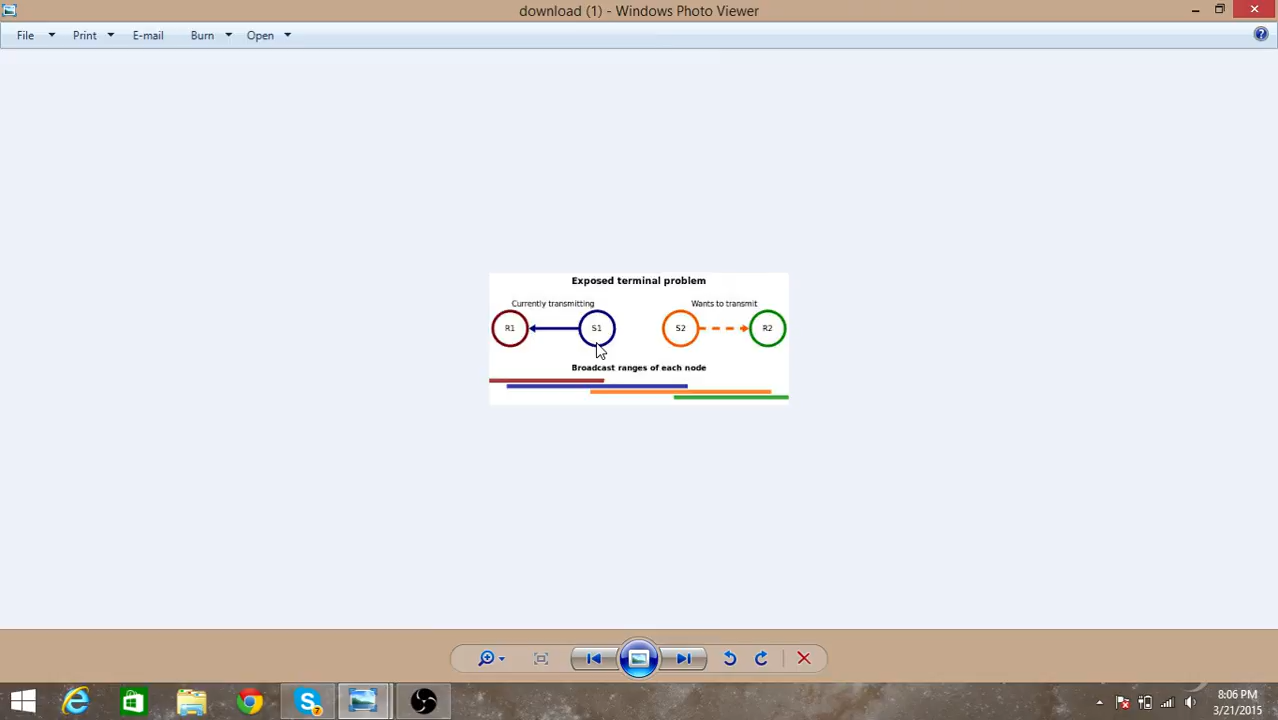 download (1) - Windows Photo Viewer
File Print E-mail Burn Open
Exposed terminal problem
Currently transmitting Wants to transmit
R1 S1 S2 R2
Broadcast ranges of each node
8:06 PM
3/21/2015